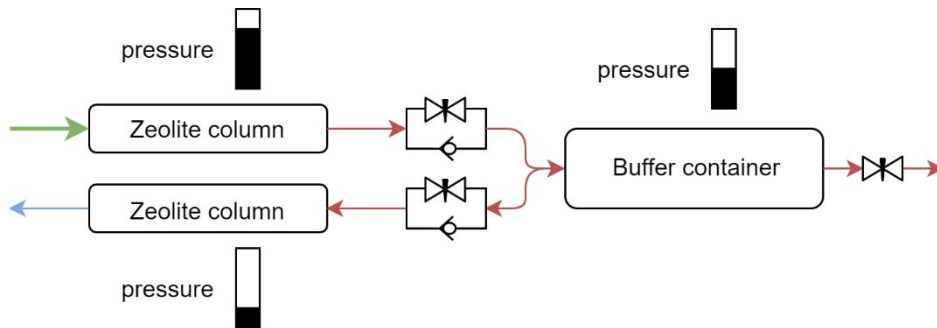 pressure
pressure
Zeolite column
Buffer container
Zeolite column
pressure